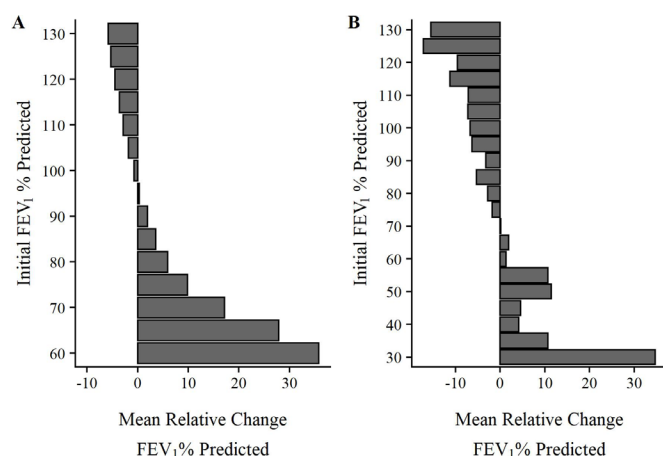 A
Initial FEV₁ % Predicted
130
120
110
100
90
80
70
60
-10 0 10 20 30
Mean Relative Change
FEV₁% Predicted
B
Initial FEV₁ % Predicted
130
120
110
100
90
80
70
60
50
40
30
-10 0 10 20 30
Mean Relative Change
FEV₁% Predicted